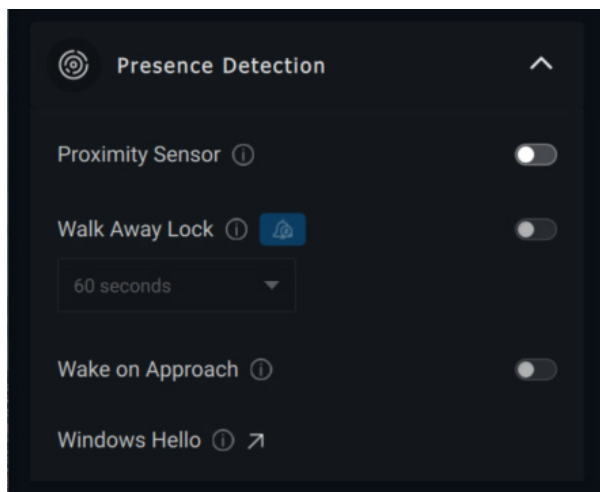 Presence Detection
Proximity Sensor
Walk Away Lock
60 seconds
Wake on Approach
Windows Hello